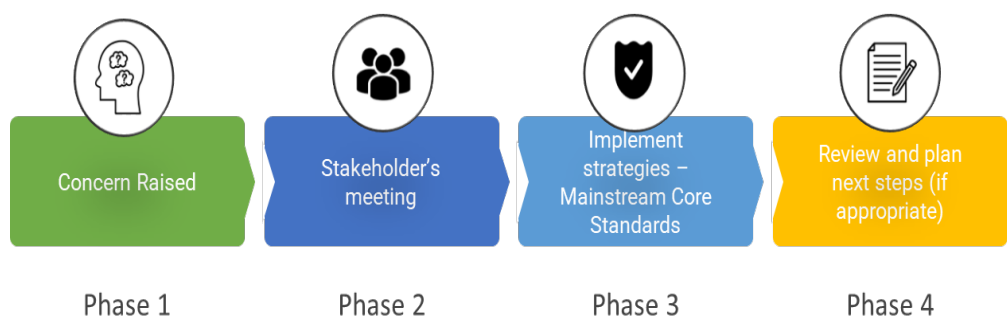 Concern Raised
Stakeholder’s
meeting
Implement
strategies –
Mainstream Core
Standards
Review and plan
next steps (if
appropriate)
Phase 1
Phase 2
Phase 3
Phase 4